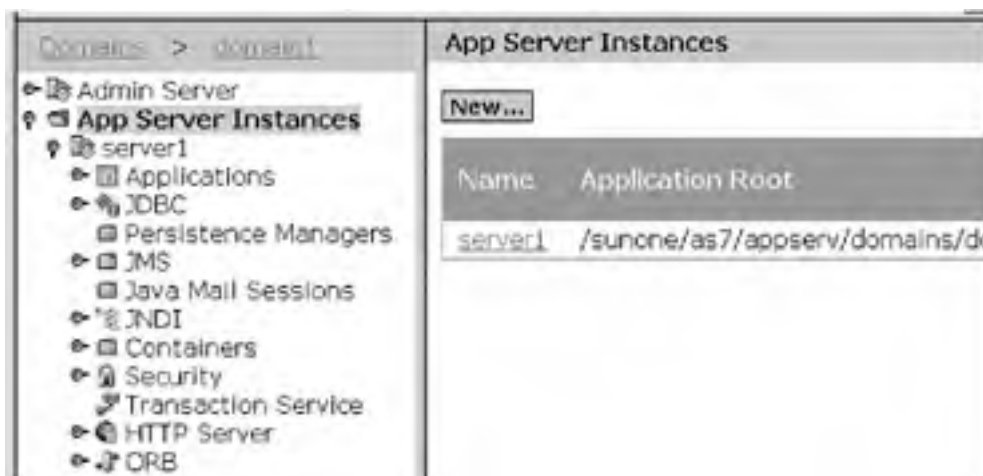 Domains > domain1
Admin Server
App Server Instances
server1
Applications
JDBC
Persistence Managers
JMS
Java Mail Sessions
JNDI
Containers
Security
Transaction Service
HTTP Server
ORB
App Server Instances
New...
Name Application Root
server1 /sunone/as7/appserv/domains/d